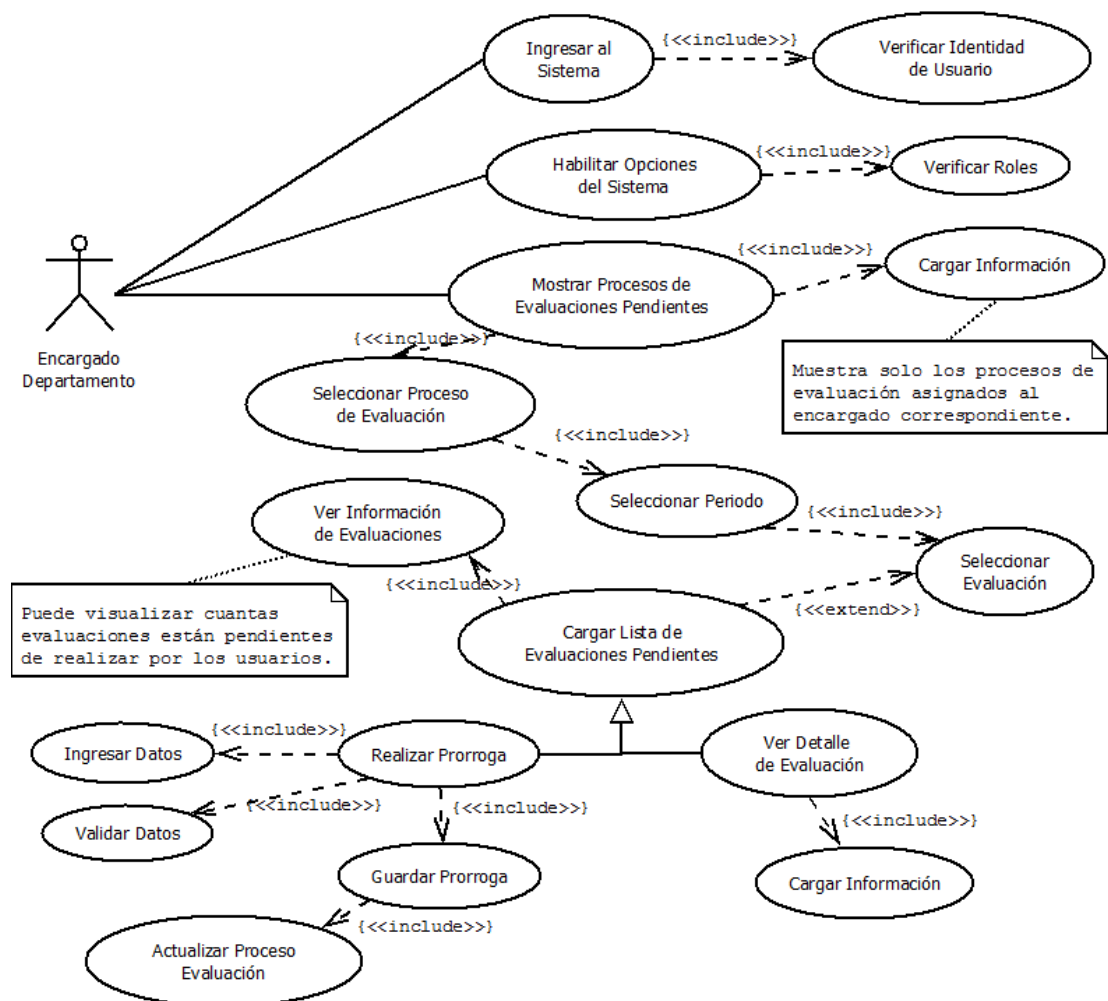 Ingresar al
Sistema
{<<include>>}
Verificar Identidad
de Usuario
Habilitar Opciones
del Sistema
{<<include>>}
Verificar Roles
Encargado
Departamento
Mostrar Procesos de
Evaluaciones Pendientes
{<<include>>}
Cargar Información
Muestra solo los procesos de
evaluación asignados al
encargado correspondiente.
{<<include>>}
Seleccionar Proceso
de Evaluación
{<<include>>}
Seleccionar Periodo
{<<include>>}
Seleccionar
Evaluación
Ver Información
de Evaluaciones
{<<include>>}
Puede visualizar cuantas
evaluaciones están pendientes
de realizar por los usuarios.
{<<extend>>}
Cargar Lista de
Evaluaciones Pendientes
Ingresar Datos
{<<include>>}
Realizar Prorroga
Ver Detalle
de Evaluación
Validar Datos
{<<include>>}
{<<include>>}
{<<include>>}
Guardar Prorroga
Cargar Información
{<<include>>}
Actualizar Proceso
Evaluación